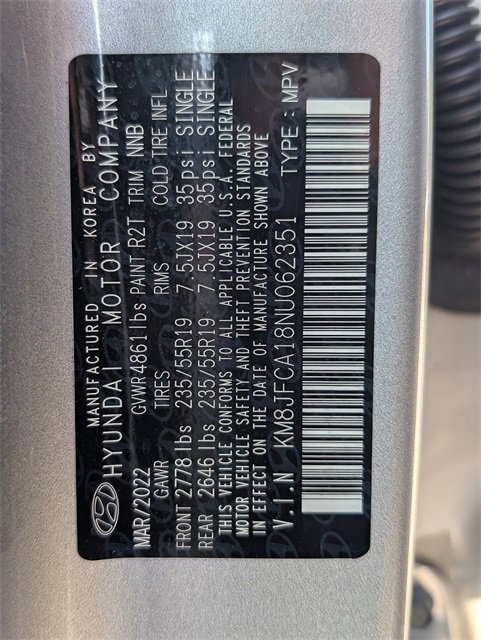 MANUFACTURED IN KOREA BY
HYUNDAI MOTOR COMPANY
MAR/2022 GVWR4861lbs PAINT R2T TRIM NNB
GAWR TIRES RIMS COLD TIRE INFL
FRONT 2778 lbs 235/55R19 7.5JX19 35psi SINGLE
REAR 2646 lbs 235/55R19 7.5JX19 35psi SINGLE
THIS VEHICLE CONFORMS TO ALL APPLICABLE U.S.A. FEDERAL
MOTOR VEHICLE SAFETY AND THEFT PREVENTION STANDARDS
IN EFFECT ON THE DATE OF MANUFACTURE SHOWN ABOVE
V.I.N KM8JFCA18NU062351 TYPE : MPV